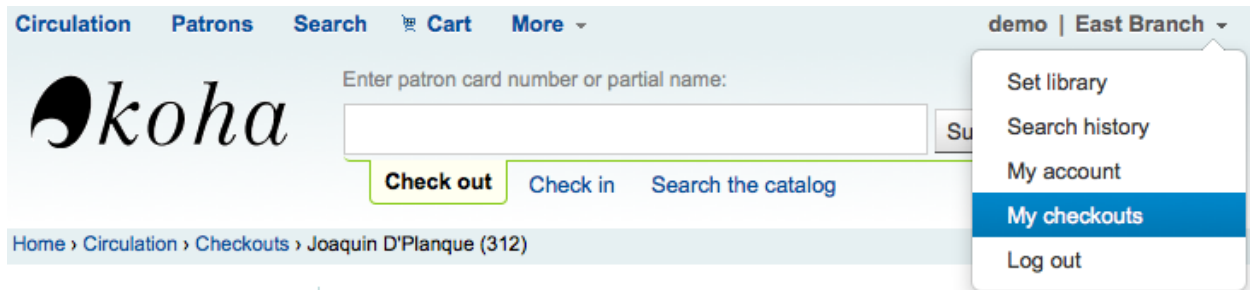 Circulation Patrons Search Cart More demo | East Branch
Set library
Search history
My account
My checkouts
Log out
koha
Enter patron card number or partial name:
Su
Check out Check in Search the catalog
Home › Circulation › Checkouts › Joaquin D'Planque (312)